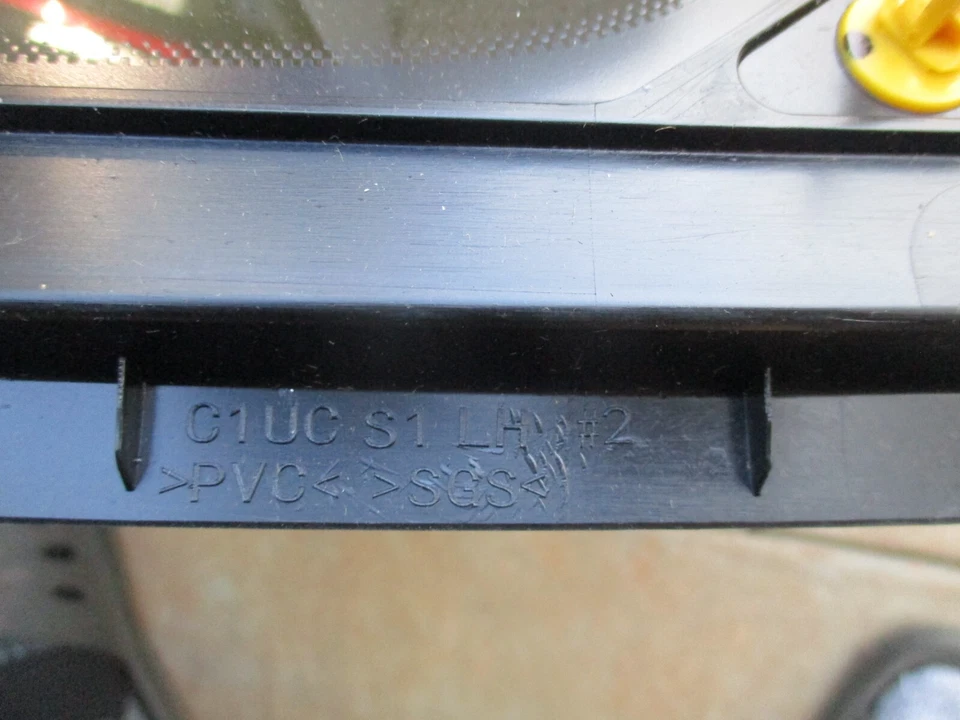 C1UC S1 LH #2
>PVC< >SGS<